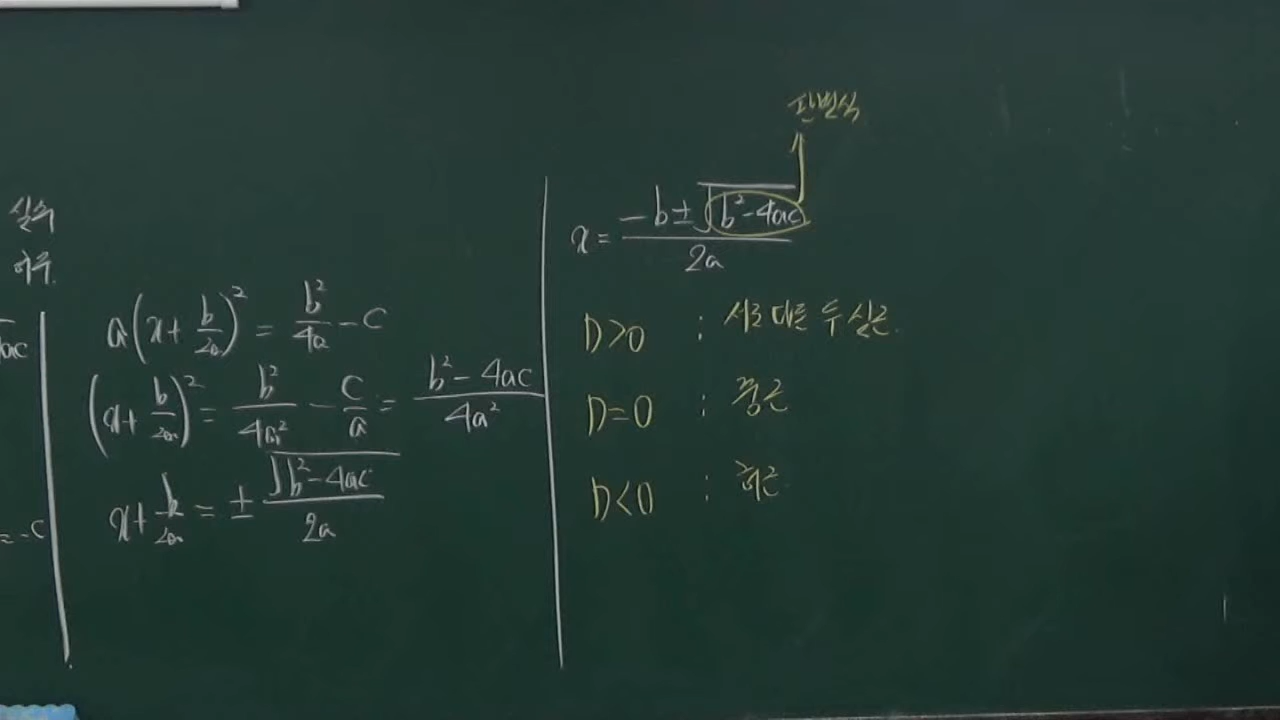 실수
허수.
ac
= -c
a(x + b/2a)² = b²/4a - c
(x + b/2a)² = b²/4a² - c/a = b² - 4ac/4a²
x + b/2a = ± √b² - 4ac/2a
판별식
x = -b ± √b² - 4ac/2a
D > 0 : 서로 다른 두 실근.
D = 0 : 중근
D < 0 : 허근